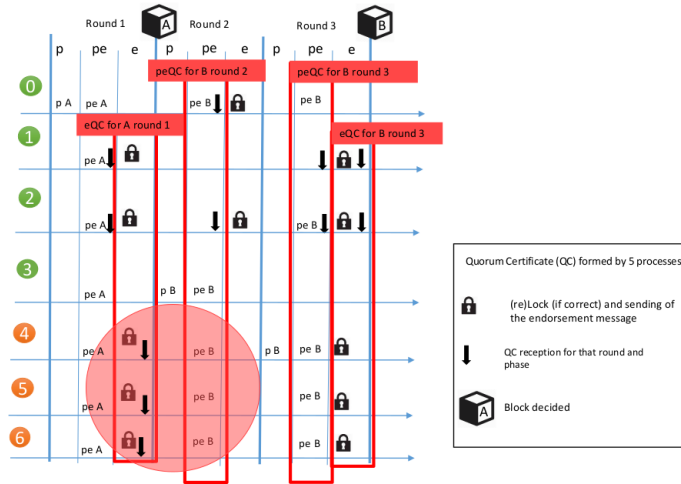 Round 1
A
Round 2
Round 3
B
p pe e p pe e p pe e
peQC for B round 2
peQC for B round 3
0
p A pe A pe B pe B
eQC for A round 1
eQC for B round 3
1
pe A
2
pe A pe B
3
pe A p B pe B
4
pe A pe B p B pe B
5
pe A pe B pe B
6
pe A pe B pe B
Quorum Certificate (QC) formed by 5 processes
(re)Lock (if correct) and sending of
the endorsement message
QC reception for that round and
phase
A
Block decided